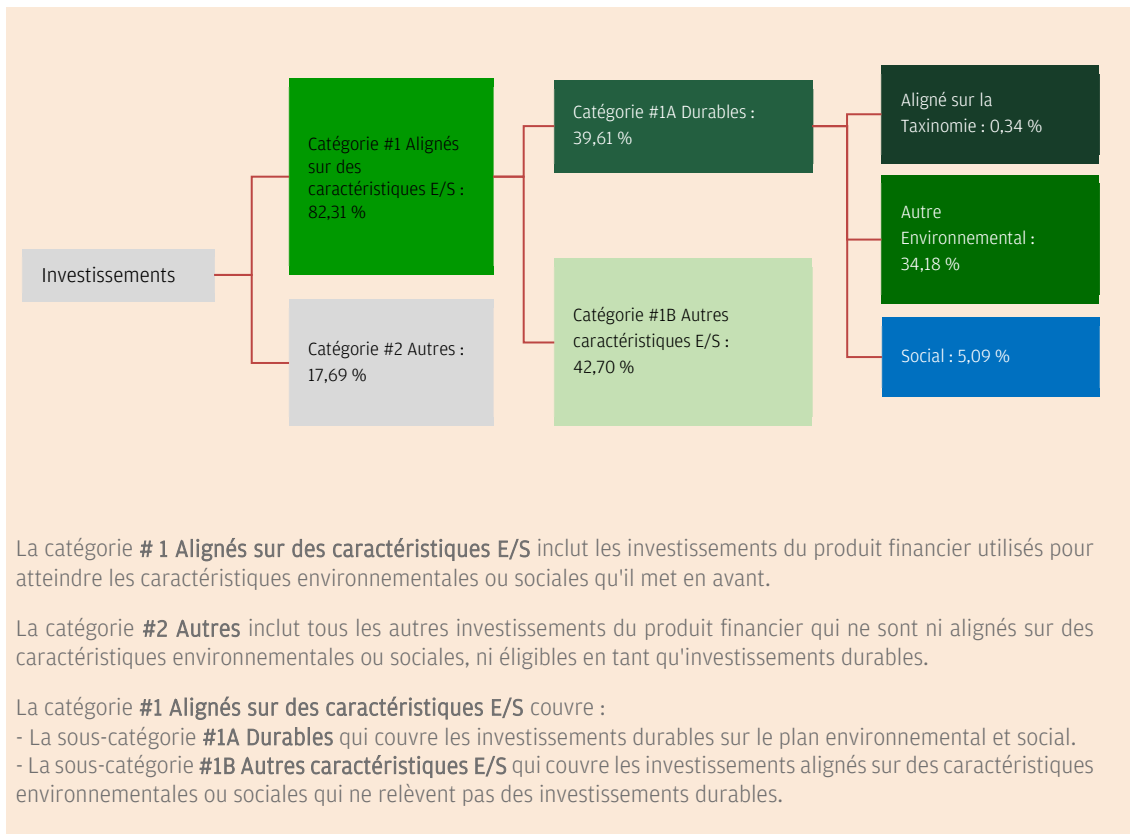 Investissements
Catégorie #1 Alignés
sur des
caractéristiques E/S :
82,31 %
Catégorie #2 Autres :
17,69 %
Catégorie #1A Durables :
39,61 %
Catégorie #1B Autres
caractéristiques E/S :
42,70 %
Aligné sur la
Taxinomie : 0,34 %
Autre
Environnemental :
34,18 %
Social : 5,09 %
La catégorie # 1 Alignés sur des caractéristiques E/S inclut les investissements du produit financier utilisés pour
atteindre les caractéristiques environnementales ou sociales qu'il met en avant.
La catégorie #2 Autres inclut tous les autres investissements du produit financier qui ne sont ni alignés sur des
caractéristiques environnementales ou sociales, ni éligibles en tant qu'investissements durables.
La catégorie #1 Alignés sur des caractéristiques E/S couvre :
- La sous-catégorie #1A Durables qui couvre les investissements durables sur le plan environnemental et social.
- La sous-catégorie #1B Autres caractéristiques E/S qui couvre les investissements alignés sur des caractéristiques
environnementales ou sociales qui ne relèvent pas des investissements durables.